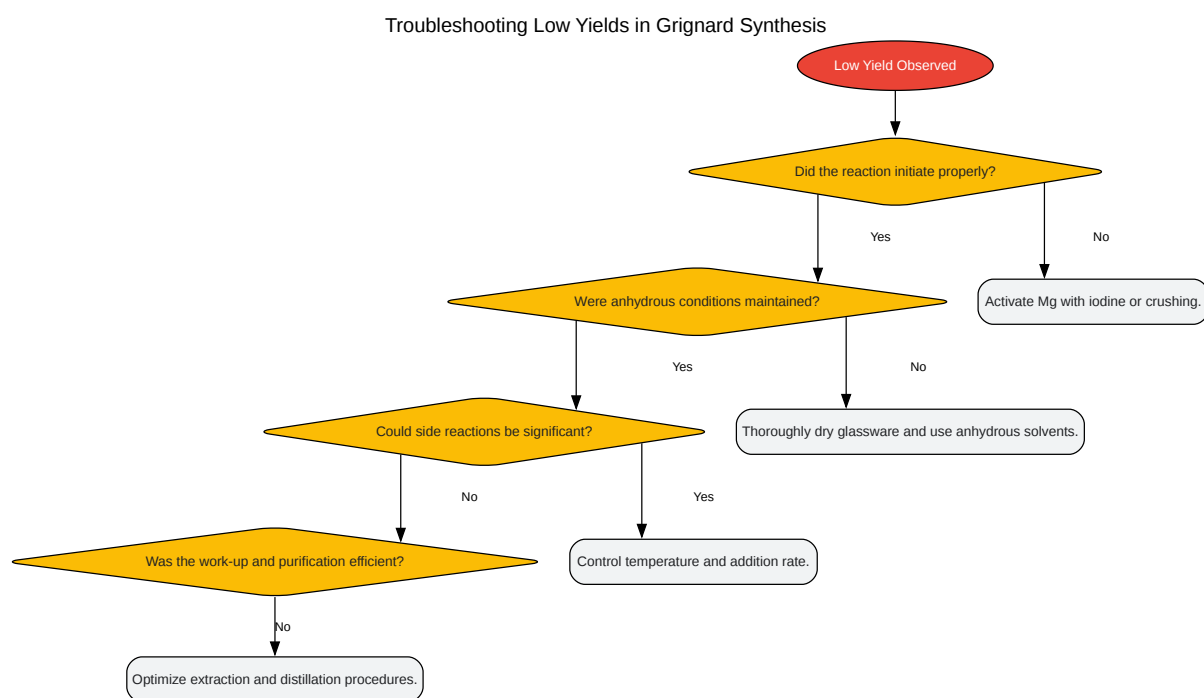 Troubleshooting Low Yields in Grignard Synthesis
Low Yield Observed
Did the reaction initiate properly?
Yes
No
Were anhydrous conditions maintained?
Activate Mg with iodine or crushing.
Yes
No
Could side reactions be significant?
Thoroughly dry glassware and use anhydrous solvents.
No
Yes
Was the work-up and purification efficient?
Control temperature and addition rate.
No
Optimize extraction and distillation procedures.